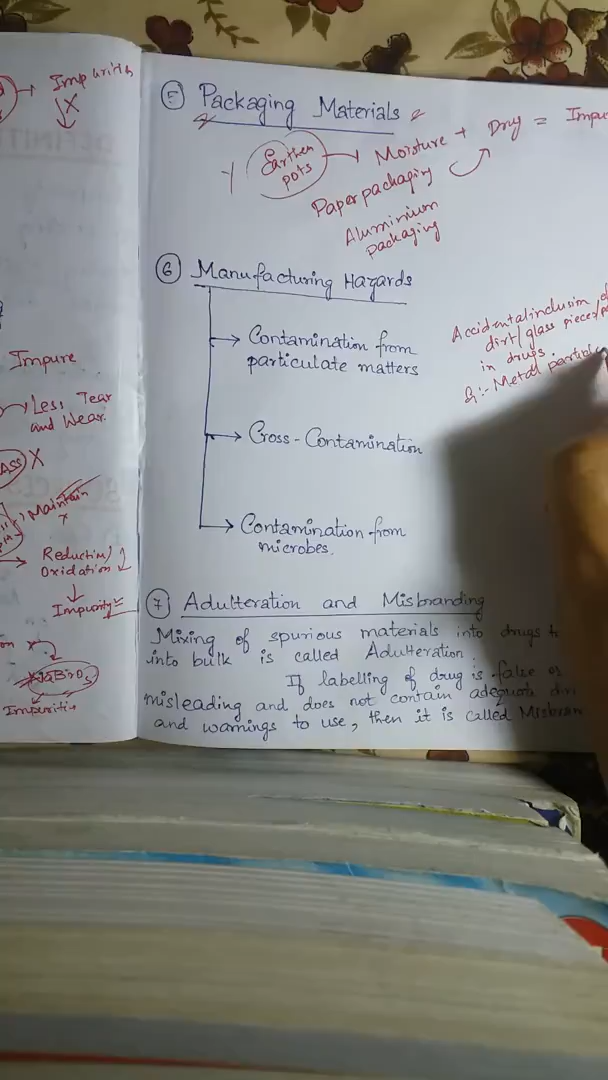 Impurities
X
Impure
Less Tear
and Wear.
X
Maintain
x
Reduction/
Oxidation ↓
Impurity
Impurities
⑤ Packaging Materials
Earthen
pots
→ Moisture + Drug = Impu
Paper packaging
Aluminium
packaging
⑥ Manufacturing Hazards
→ Contamination from
particulate matters
→ Cross-Contamination
→ Contamination from
microbes.
Accidental inclusion of
dirt/glass pieces/
in drugs
Metal particle
⑦ Adulteration and Misbranding
Mixing of spurious materials into drugs
into bulk is called Adulteration.
If labelling of drug is false or
misleading and does not contain adequate
and warnings to use, then it is called Misbran